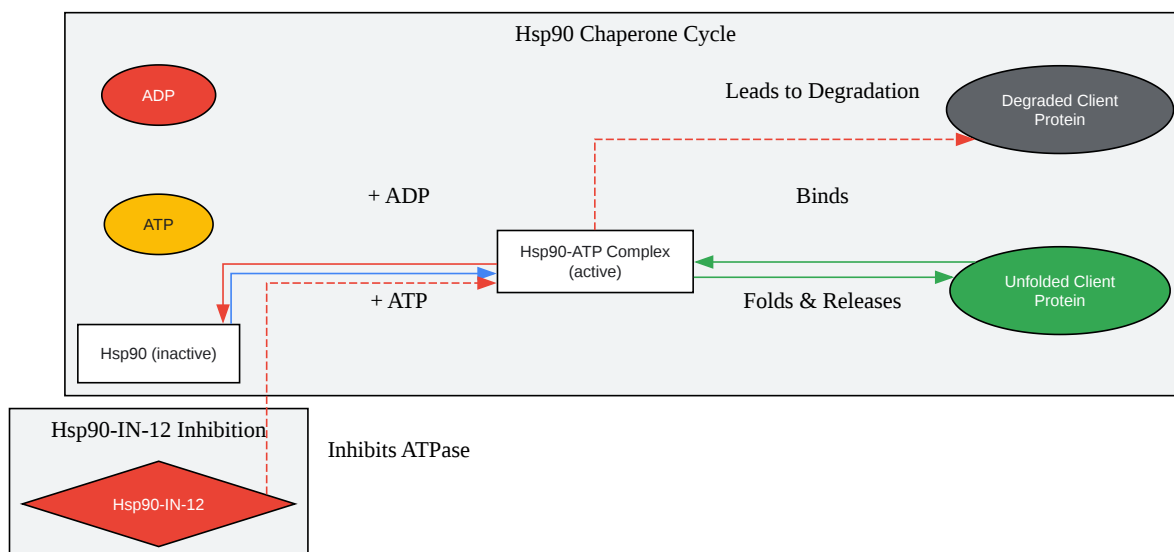 Hsp90 Chaperone Cycle
ADP
Leads to Degradation
Degraded Client
Protein
+ ADP
Binds
ATP
Hsp90-ATP Complex
(active)
Unfolded Client
Protein
+ ATP
Folds & Releases
Hsp90 (inactive)
Hsp90-IN-12 Inhibition
Inhibits ATPase
Hsp90-IN-12